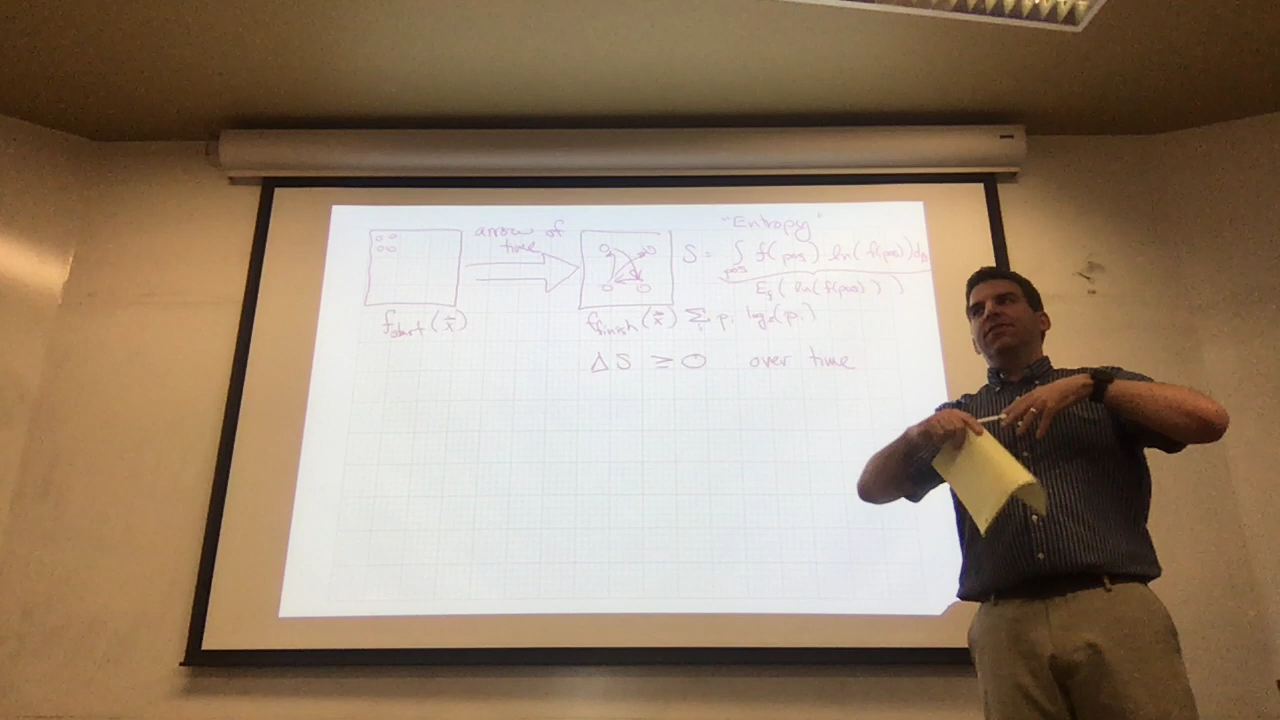 "Entropy"
arrow of
time
S = ∫pos f(pos) ln(f(pos))dp
E_f(ln(f(pos)))
f_start(x⃗)
f_finish(x⃗) Σ_i p_i log_2(p_i)
ΔS ≥ 0 over time